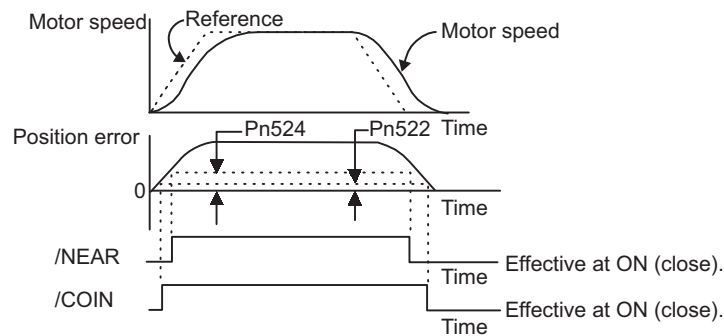 Motor speed
Reference
Motor speed
Time
Position error
Pn524
Pn522
0
Time
/NEAR
Effective at ON (close).
Time
/COIN
Effective at ON (close).
Time